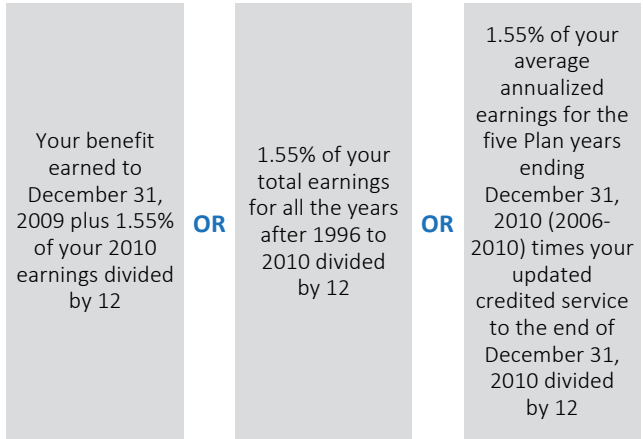 Your benefit
earned to
December 31,
2009 plus 1.55%
of your 2010
earnings divided
by 12
OR
1.55% of your
total earnings
for all the years
after 1996 to
2010 divided
by 12
OR
1.55% of your
average
annualized
earnings for the
five Plan years
ending
December 31,
2010 (2006-
2010) times your
updated
credited service
to the end of
December 31,
2010 divided
by 12